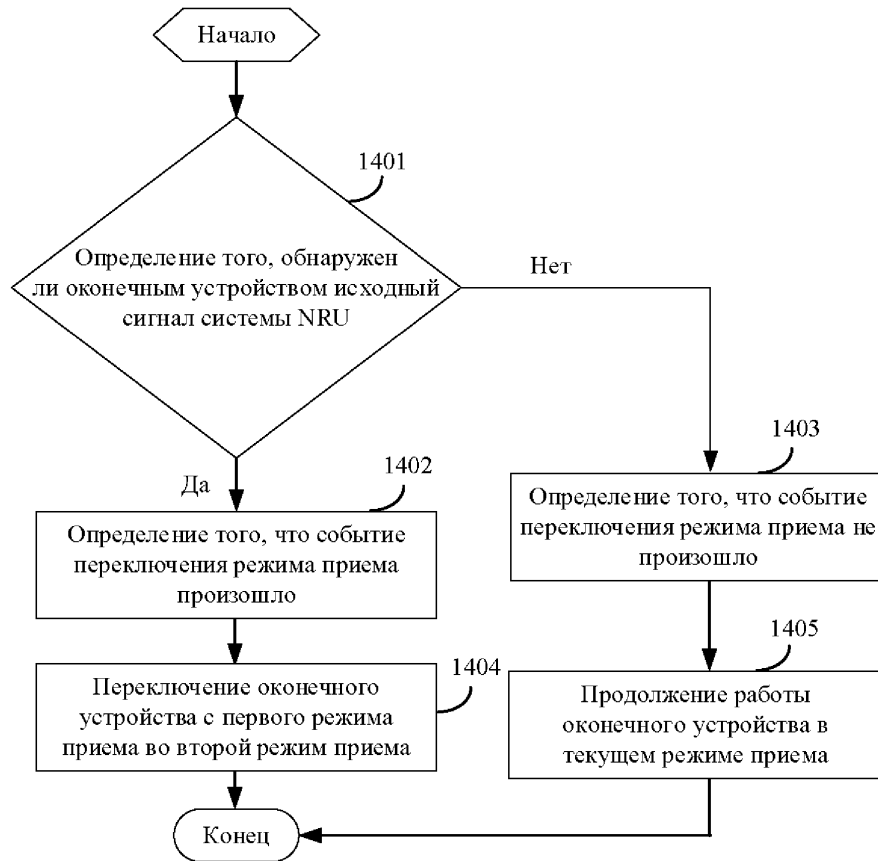 Начало
1401
Определение того, обнаружен
ли оконечным устройством исходный
сигнал системы NRU
Нет
Да
1402
Определение того, что событие
переключения режима приема
произошло
1403
Определение того, что событие
переключения режима приема не
произошло
1404
Переключение оконечного
устройства с первого режима
приема во второй режим приема
1405
Продолжение работы
оконечного устройства в
текущем режиме приема
Конец